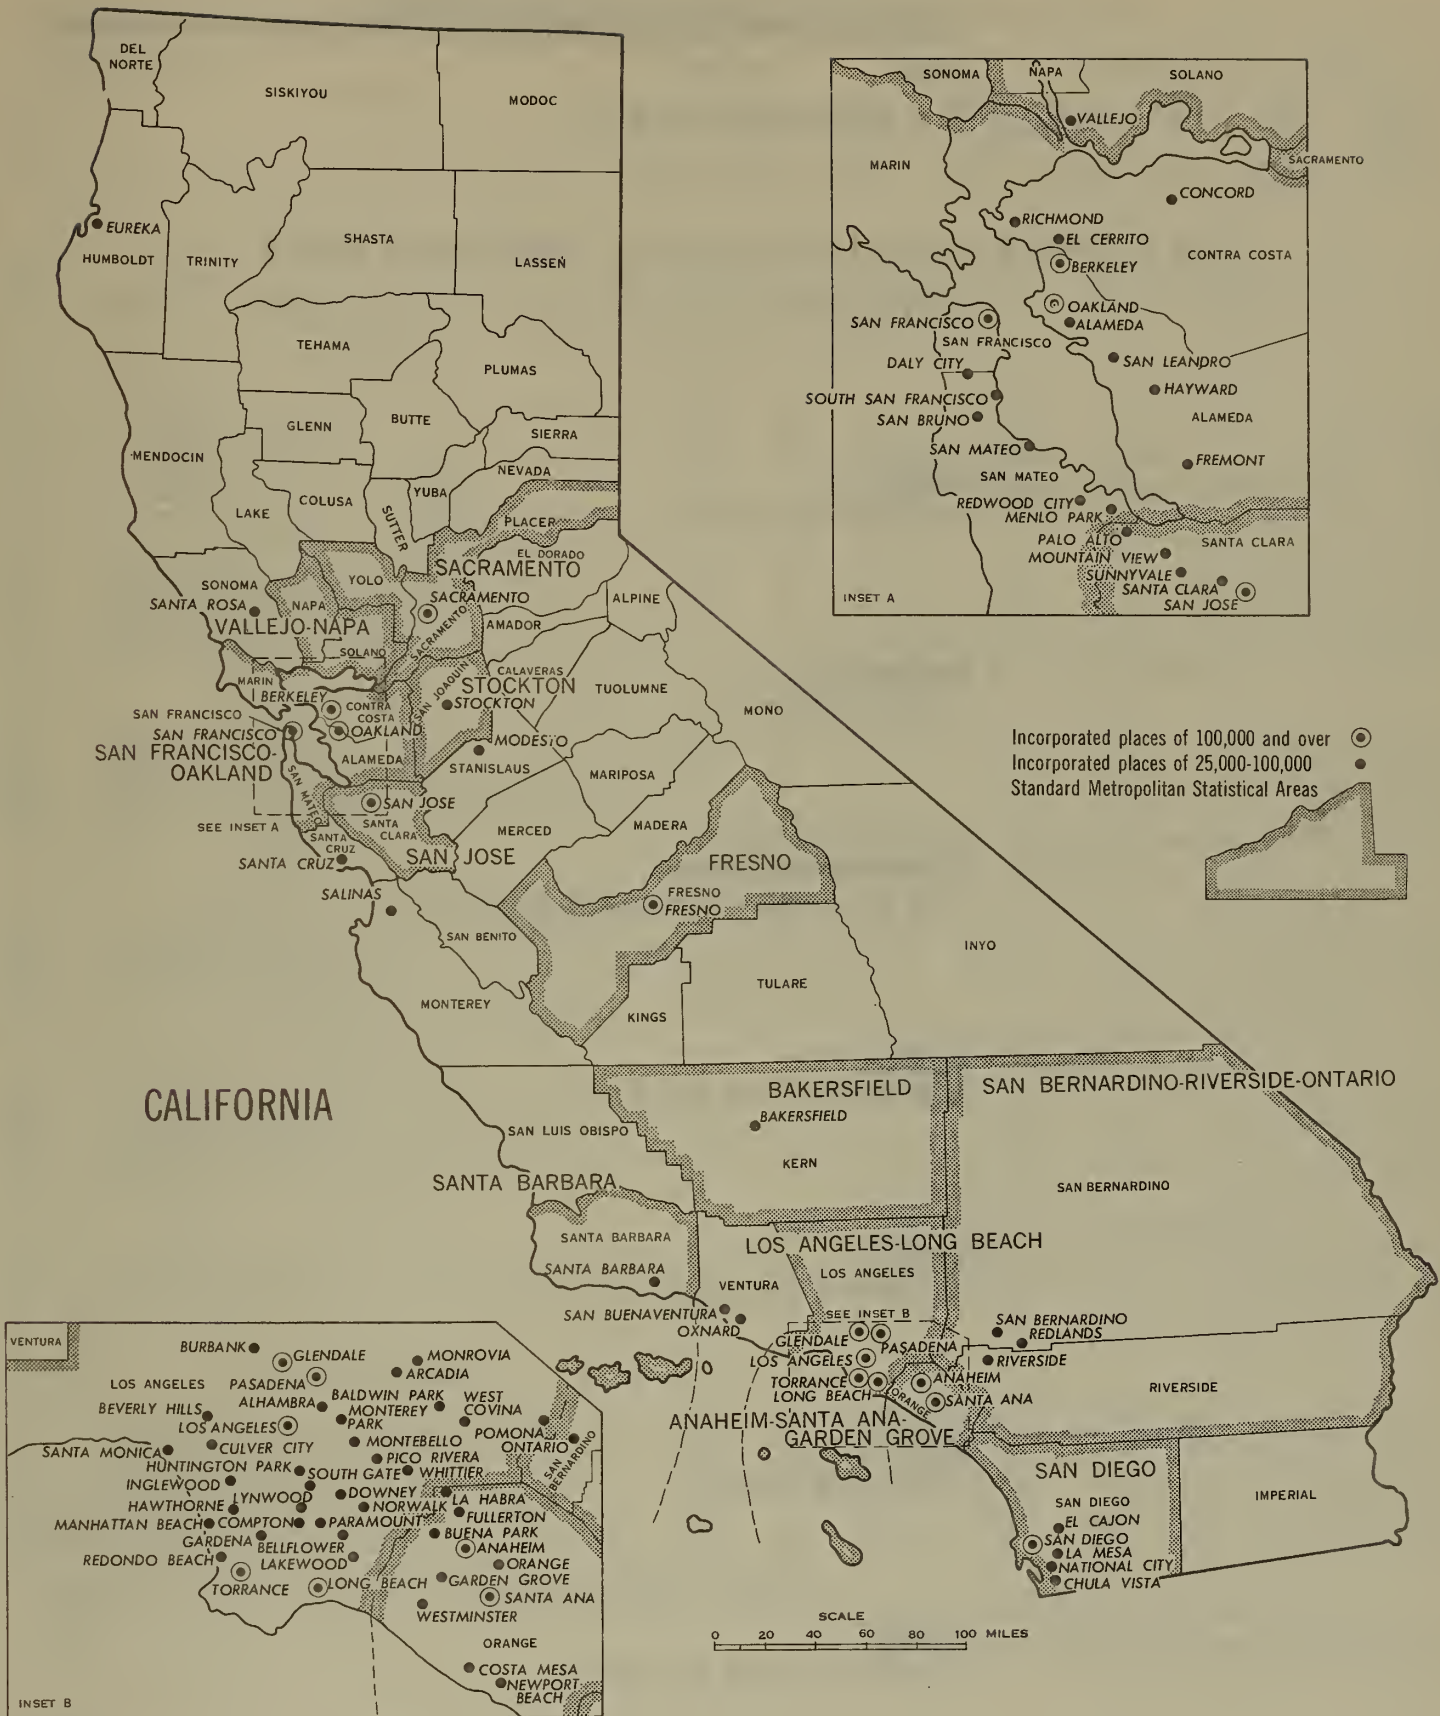 DEL
NORTE
SISKIYOU
MODOC
EUREKA
HUMBOLDT
TRINITY
SHASTA
LASSEN
TEHAMA
PLUMAS
GLENN
BUTTE
SIERRA
MENDOCIN
NEVADA
COLUSA
YUBA
LAKE
SUTTER
PLACER
EL DORADO
SACRAMENTO
SONOMA
YOLO
SANTA ROSA
NAPA
SACRAMENTO
SACRAMENTO
ALPINE
AMADOR
VALLEJO-NAPA
SOLANO
CALAVERAS
MARIN
BERKELEY
SAN JOAQUIN
STOCKTON
STOCKTON
TUOLUMNE
MONO
CONTRA
COSTA
SAN FRANCISCO
SAN FRANCISCO
OAKLAND
SAN FRANCISCO-
OAKLAND
ALAMEDA
MODESTO
STANISLAUS
MARIPOSA
SAN MATEO
SAN JOSE
SEE INSET A
SANTA
CLARA
MERCED
MADERA
SANTA
CRUZ
SANTA CRUZ
SAN JOSE
FRESNO
SALINAS
FRESNO
FRESNO
SAN BENITO
INYO
MONTEREY
KINGS
TULARE
CALIFORNIA
BAKERSFIELD
BAKERSFIELD
SAN BERNARDINO-RIVERSIDE-ONTARIO
SAN LUIS OBISPO
KERN
SANTA BARBARA
SAN BERNARDINO
SANTA BARBARA
SANTA BARBARA
LOS ANGELES-LONG BEACH
LOS ANGELES
VENTURA
SAN BUENAVENTURA
OXNARD
SEE INSET B
GLENDALE
PASADENA
LOS ANGELES
TORRANCE
LONG BEACH
ORANGE
ANAHEIM
SANTA ANA
SAN BERNARDINO
REDLANDS
RIVERSIDE
RIVERSIDE
ANAHEIM-SANTA ANA-
GARDEN GROVE
SAN DIEGO
SAN DIEGO
EL CAJON
SAN DIEGO
LA MESA
NATIONAL CITY
CHULA VISTA
IMPERIAL
SCALE
0 20 40 60 80 100 MILES
Incorporated places of 100,000 and over
Incorporated places of 25,000-100,000
Standard Metropolitan Statistical Areas
SONOMA
NAPA
SOLANO
VALLEJO
MARIN
SACRAMENTO
CONCORD
RICHMOND
EL CERRITO
CONTRA COSTA
BERKELEY
OAKLAND
SAN FRANCISCO
ALAMEDA
SAN FRANCISCO
DALY CITY
SAN LEANDRO
SOUTH SAN FRANCISCO
HAYWARD
SAN BRUNO
ALAMEDA
SAN MATEO
FREMONT
SAN MATEO
REDWOOD CITY
MENLO PARK
PALO ALTO
SANTA CLARA
MOUNTAIN VIEW
SUNNYVALE
SANTA CLARA
SAN JOSE
INSET A
VENTURA
BURBANK
GLENDALE
MONROVIA
ARCADIA
LOS ANGELES
PASADENA
BALDWIN PARK
WEST
COVINA
ALHAMBRA
BEVERLY HILLS
MONTEREY
PARK
LOS ANGELES
POMONA
ONTARIO
SANTA MONICA
CULVER CITY
MONTEBELLO
PICO RIVERA
SAN
BERNARDINO
HUNTINGTON PARK
SOUTH GATE
WHITTIER
INGLEWOOD
LYNWOOD
DOWNEY
LA HABRA
HAWTHORNE
NORWALK
FULLERTON
MANHATTAN BEACH
COMPTON
PARAMOUNT
BUENA PARK
GARDENA
BELLFLOWER
ANAHEIM
REDONDO BEACH
LAKEWOOD
ORANGE
TORRANCE
LONG BEACH
GARDEN GROVE
SANTA ANA
WESTMINSTER
ORANGE
COSTA MESA
NEWPORT
BEACH
INSET B